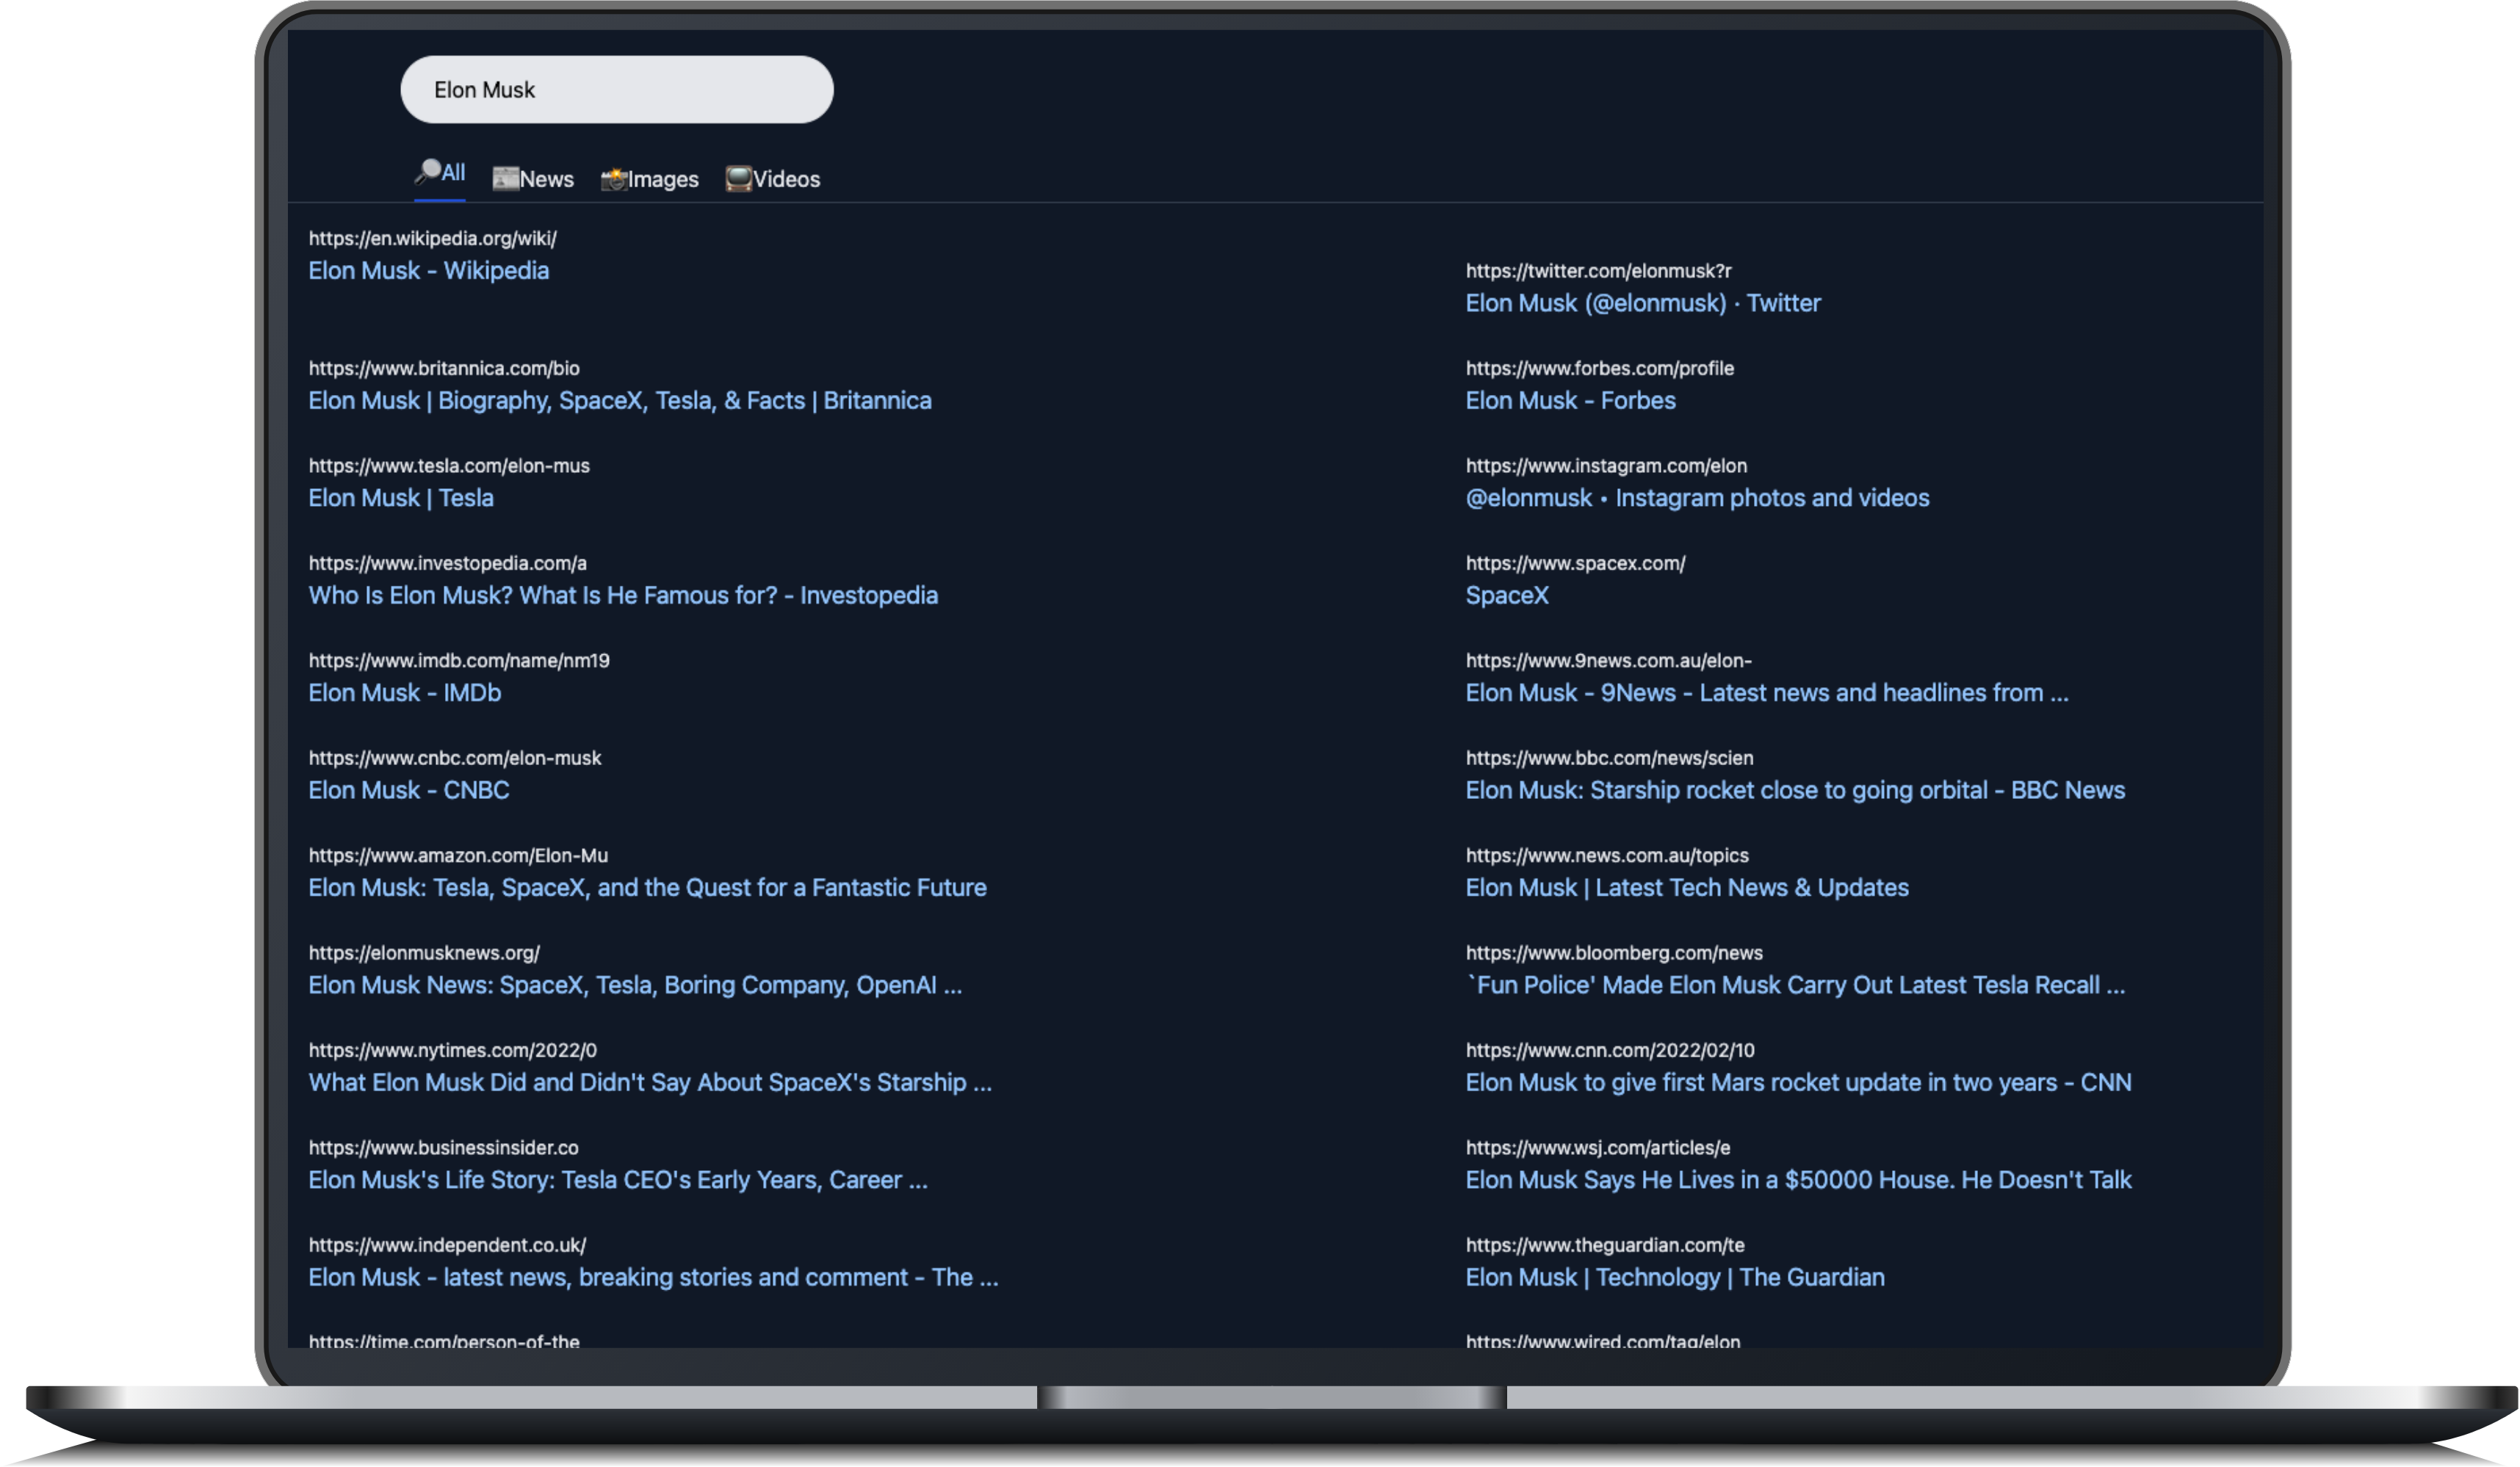 Elon Musk
All News Images Videos
https://en.wikipedia.org/wiki/
Elon Musk - Wikipedia
https://twitter.com/elonmusk?r
Elon Musk (@elonmusk) · Twitter
https://www.britannica.com/bio
Elon Musk | Biography, SpaceX, Tesla, & Facts | Britannica
https://www.forbes.com/profile
Elon Musk - Forbes
https://www.tesla.com/elon-mus
Elon Musk | Tesla
https://www.instagram.com/elon
@elonmusk • Instagram photos and videos
https://www.investopedia.com/a
Who Is Elon Musk? What Is He Famous for? - Investopedia
https://www.spacex.com/
SpaceX
https://www.imdb.com/name/nm19
Elon Musk - IMDb
https://www.9news.com.au/elon-
Elon Musk - 9News - Latest news and headlines from ...
https://www.cnbc.com/elon-musk
Elon Musk - CNBC
https://www.bbc.com/news/scien
Elon Musk: Starship rocket close to going orbital - BBC News
https://www.amazon.com/Elon-Mu
Elon Musk: Tesla, SpaceX, and the Quest for a Fantastic Future
https://www.news.com.au/topics
Elon Musk | Latest Tech News & Updates
https://elonmusknews.org/
Elon Musk News: SpaceX, Tesla, Boring Company, OpenAI ...
https://www.bloomberg.com/news
`Fun Police' Made Elon Musk Carry Out Latest Tesla Recall ...
https://www.nytimes.com/2022/0
What Elon Musk Did and Didn't Say About SpaceX's Starship ...
https://www.cnn.com/2022/02/10
Elon Musk to give first Mars rocket update in two years - CNN
https://www.businessinsider.co
Elon Musk's Life Story: Tesla CEO's Early Years, Career ...
https://www.wsj.com/articles/e
Elon Musk Says He Lives in a $50000 House. He Doesn't Talk
https://www.independent.co.uk/
Elon Musk - latest news, breaking stories and comment - The ...
https://www.theguardian.com/te
Elon Musk | Technology | The Guardian
https://time.com/person-of-the
https://www.wired.com/tag/elon